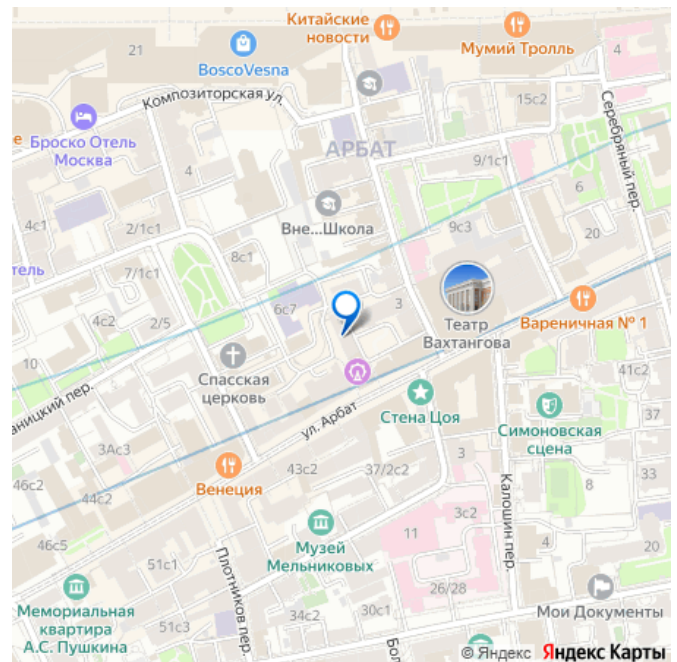 Китайские
новости
21
BoscoVesna
Мумий Тролль
4
Композиторская ул.
15с2
Серебряный пер.
е
Броско Отель
Москва
АРБАТ
9/1с1
4
6
Вне...Школа
4с1
2/1с1
9с3
20
8с1
тель
7/1с1
6с7
3
4с2
2/5
Театр
Вахтангова
Вареничная № 1
10
Спасская
церковь
41с2
аницкий пер.
ул. Арбат
Стена Цоя
37
Симоновская
сцена
3Ас3
3
46с2
43с2
37/2с2
33
44с2
Венеция
8
Калошин пер.
3с2
46с5
11
4
51с1
Музей
Мельниковых
20
Плотников пер.
26/28
Мемориальная
квартира
А.С. Пушкина
34с2
30с1
Мои Документы
51с3
Бол
© Яндекс Яндекс Карты